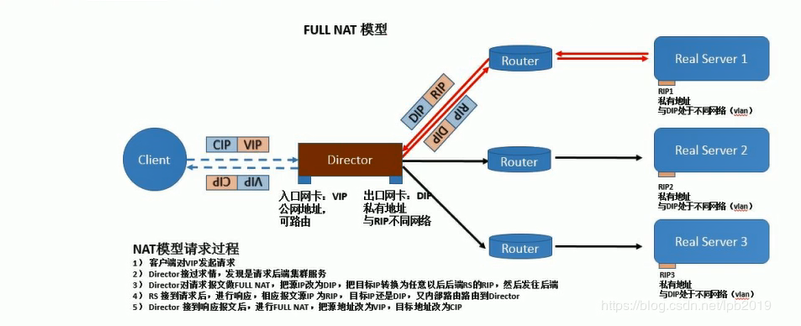 FULL NAT 模型
Router
Real Server 1
RIP1
私有地址
与DIP处于不同网络（vlan）
DIP RIP
RIP DIP
CIP VIP
Client
Director
VIP CIP
Router
Real Server 2
RIP2
私有地址
与DIP处于不同网络（vlan）
入口网卡：VIP
公网地址，
可路由
出口网卡：DIP
私有地址
与RIP不同网络
Router
Real Server 3
RIP3
私有地址
与DIP处于不同网络（vlan）
NAT模型请求过程
1） 客户端对VIP发起请求
2） Director接过求情，发现是请求后端集群服务
3） Director对请求报文做FULL NAT，把源IP改为DIP，把目标IP转换为任意以后后端RS的RIP，然后发往后端
4） RS 接到请求后，进行响应，相应报文源IP 为RIP，目标IP还是DIP，又内部路由路由到Director
5） Director 接到响应报文后，进行FULL NAT，把源地址改为VIP，目标地址改为CIP
https://blog.csdn.net/lpb2019